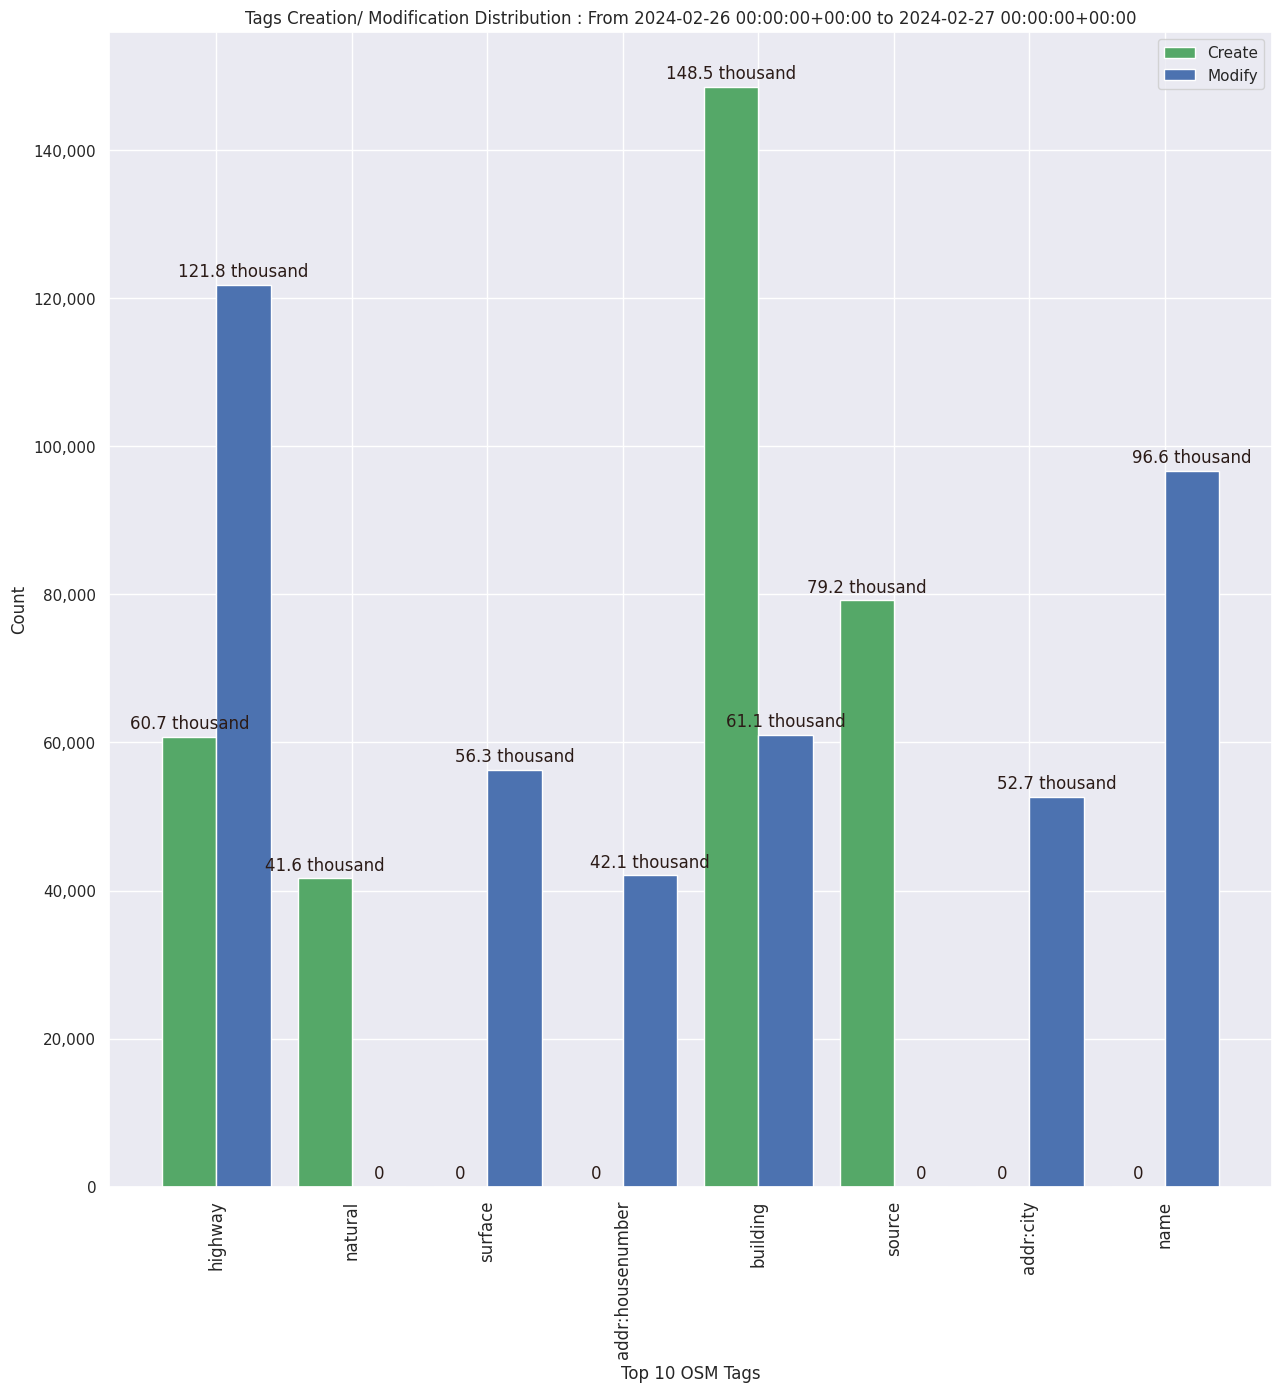 Tags Creation/ Modification Distribution : From 2024-02-26 00:00:00+00:00 to 2024-02-27 00:00:00+00:00
Create
Modify
148.5 thousand
140,000
121.8 thousand
120,000
100,000
96.6 thousand
80,000
79.2 thousand
Count
60.7 thousand
61.1 thousand
60,000
56.3 thousand
52.7 thousand
41.6 thousand
42.1 thousand
40,000
20,000
0
0
0
0
0
0
0
highway
natural
surface
addr:housenumber
building
source
addr:city
name
Top 10 OSM Tags